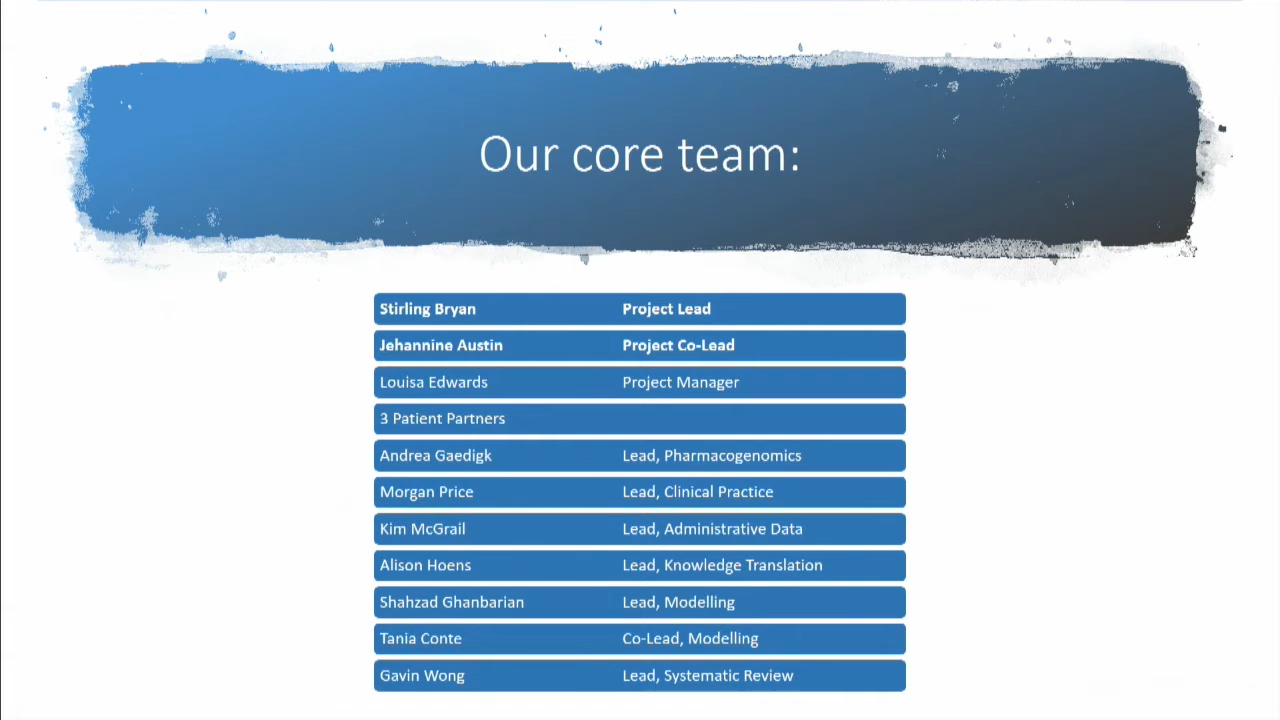 Our core team:
Stirling Bryan Project Lead
Jehannine Austin Project Co-Lead
Louisa Edwards Project Manager
3 Patient Partners
Andrea Gaedigk Lead, Pharmacogenomics
Morgan Price Lead, Clinical Practice
Kim McGrail Lead, Administrative Data
Alison Hoens Lead, Knowledge Translation
Shahzad Ghanbarian Lead, Modelling
Tania Conte Co-Lead, Modelling
Gavin Wong Lead, Systematic Review